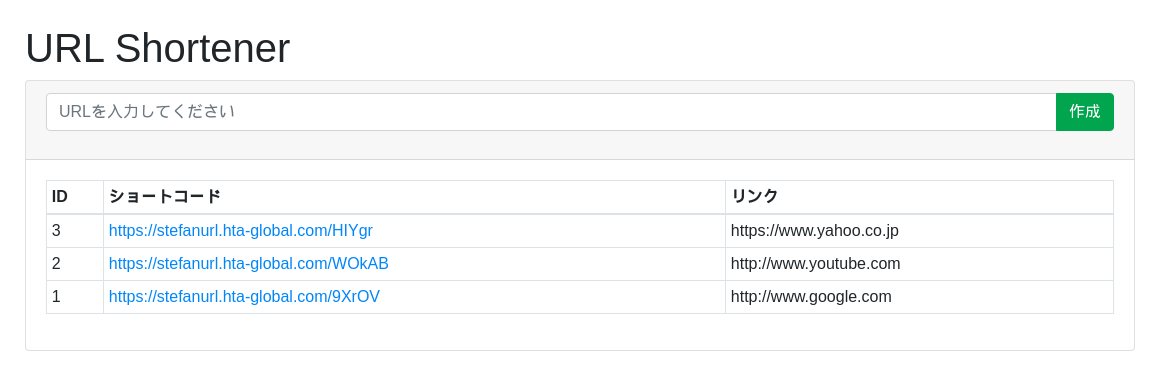 URL Shortener
URLを入力してください 作成
ID ショートコード リンク
3 https://stefanurl.hta-global.com/HIYgr https://www.yahoo.co.jp
2 https://stefanurl.hta-global.com/WOkAB http://www.youtube.com
1 https://stefanurl.hta-global.com/9XrOV http://www.google.com